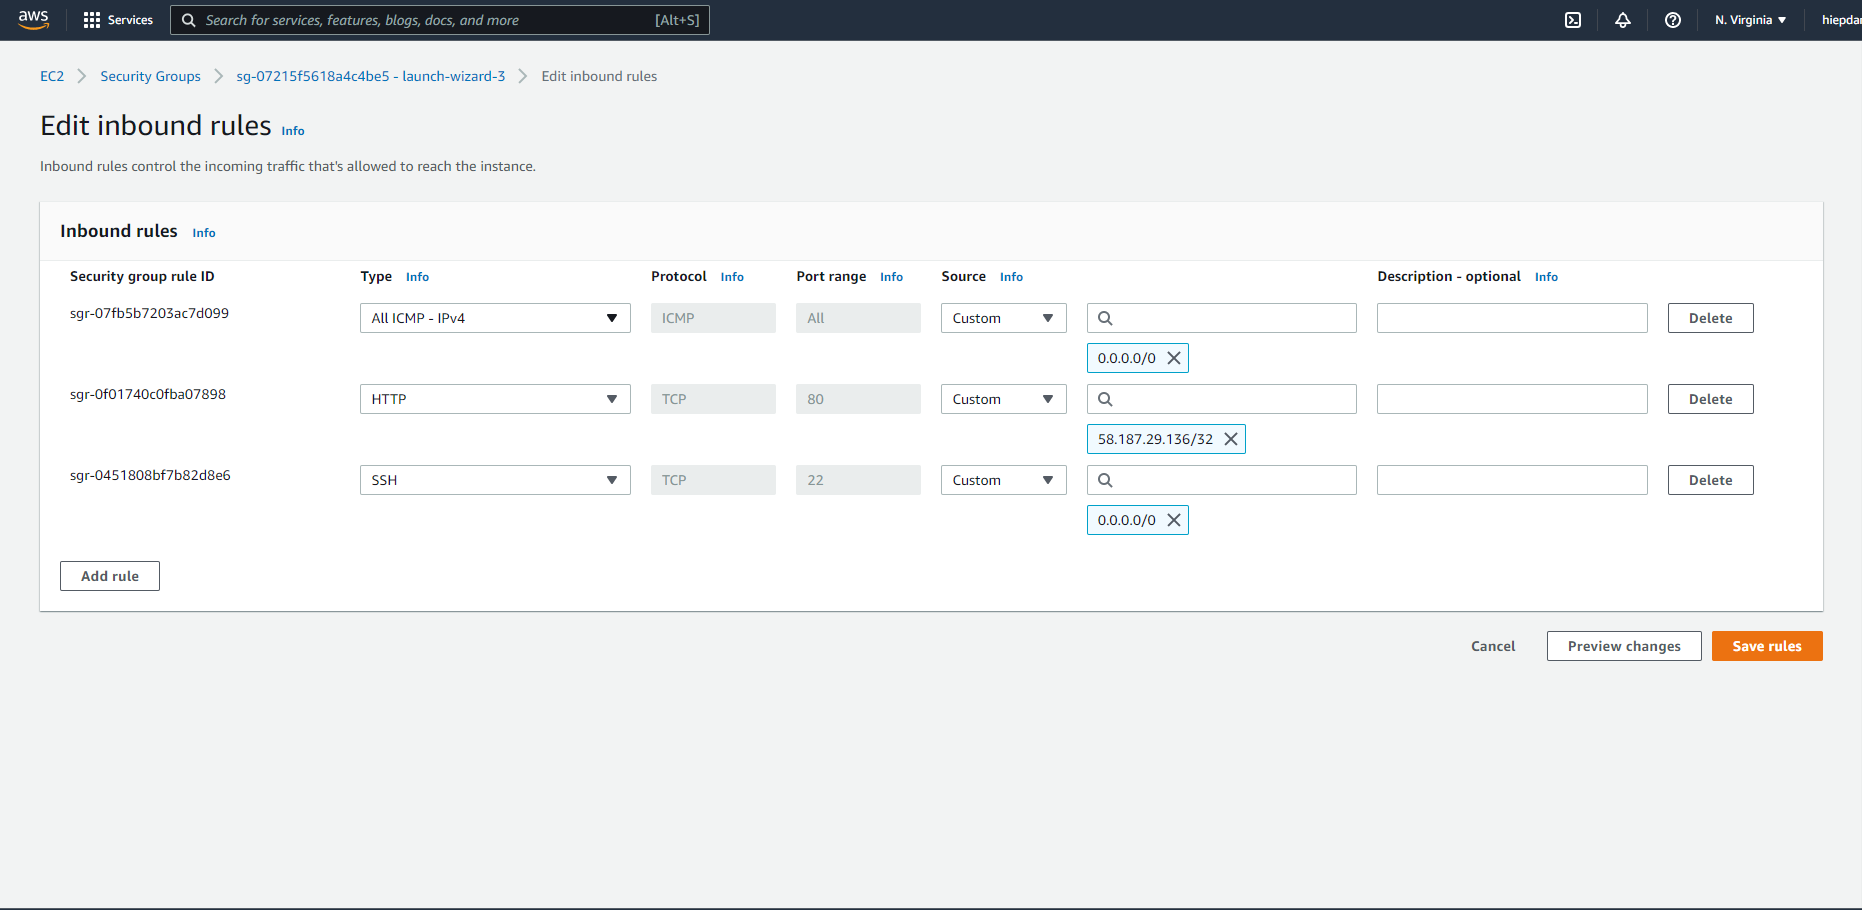 aws Services Search for services, features, blogs, docs, and more [Alt+S] N. Virginia hiepdan
EC2 Security Groups sg-07215f5618a4c4be5 - launch-wizard-3 Edit inbound rules
Edit inbound rules Info
Inbound rules control the incoming traffic that's allowed to reach the instance.
Inbound rules Info
Security group rule ID Type Info Protocol Info Port range Info Source Info Description - optional Info
sgr-07fb5b7203ac7d099 All ICMP - IPv4 ICMP All Custom Delete
0.0.0.0/0
sgr-0f01740c0fba07898 HTTP TCP 80 Custom Delete
58.187.29.136/32
sgr-0451808bf7b82d8e6 SSH TCP 22 Custom Delete
0.0.0.0/0
Add rule
Cancel Preview changes Save rules